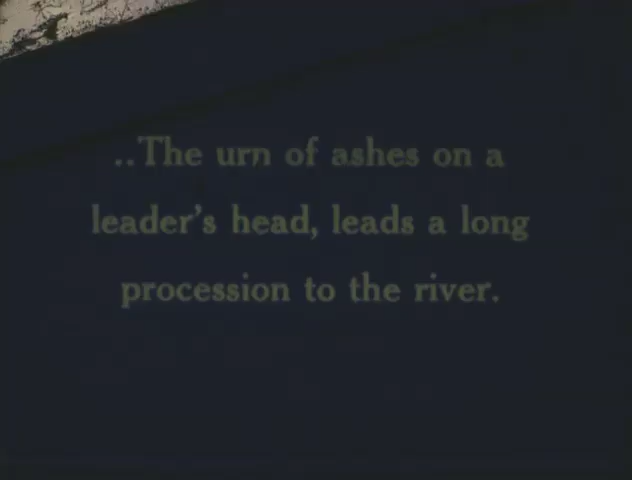 ..The urn of ashes on a
leader's head, leads a long
procession to the river.